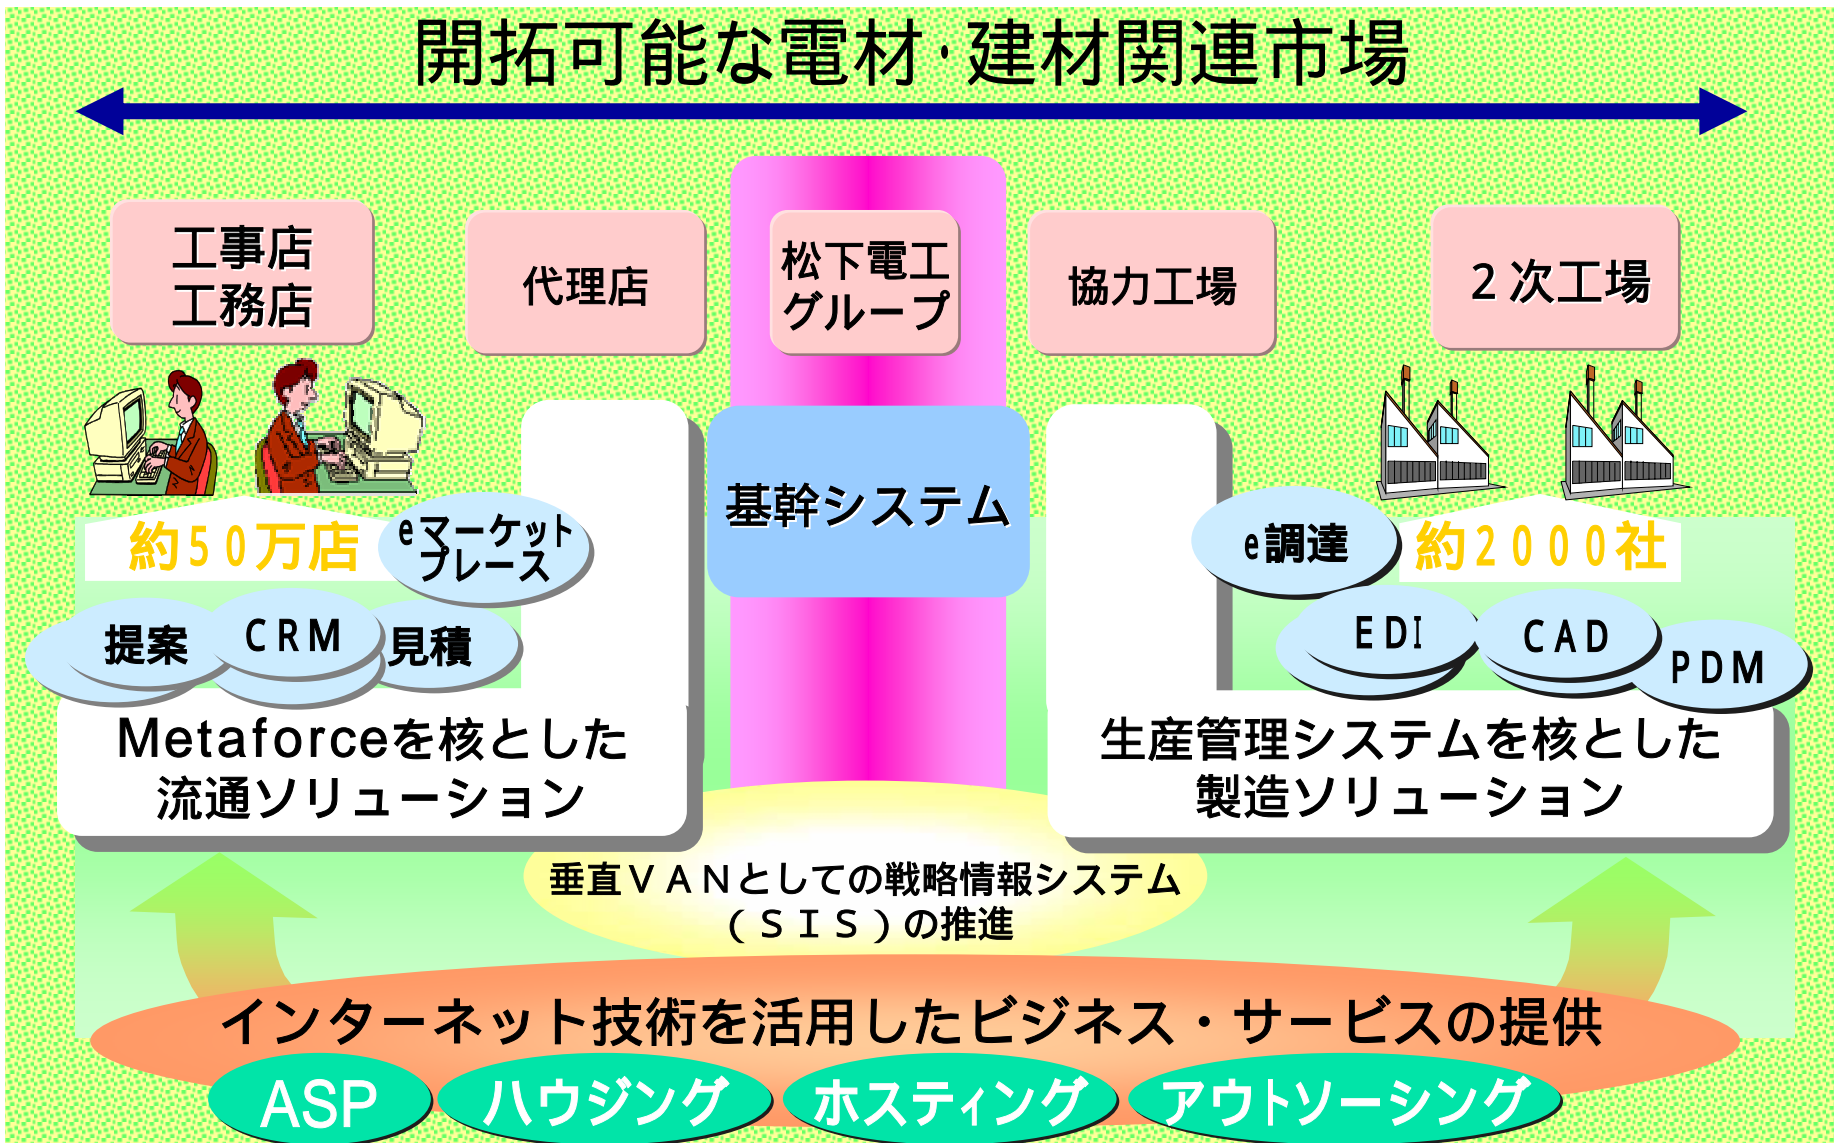 開拓可能な電材･建材関連市場
工事店
工務店
代理店
松下電工
グループ
協力工場
２次工場
基幹システム
約５０万店
eマーケット
プレース
提案
ＣＲＭ
見積
e調達
約２０００社
ＥＤＩ
ＣＡＤ
ＰＤＭ
Metaforceを核とした
流通ソリューション
生産管理システムを核とした
製造ソリューション
垂直ＶＡＮとしての戦略情報システム
（ＳＩＳ）の推進
インターネット技術を活用したビジネス・サービスの提供
ASP
ハウジング
ホスティング
アウトソーシング